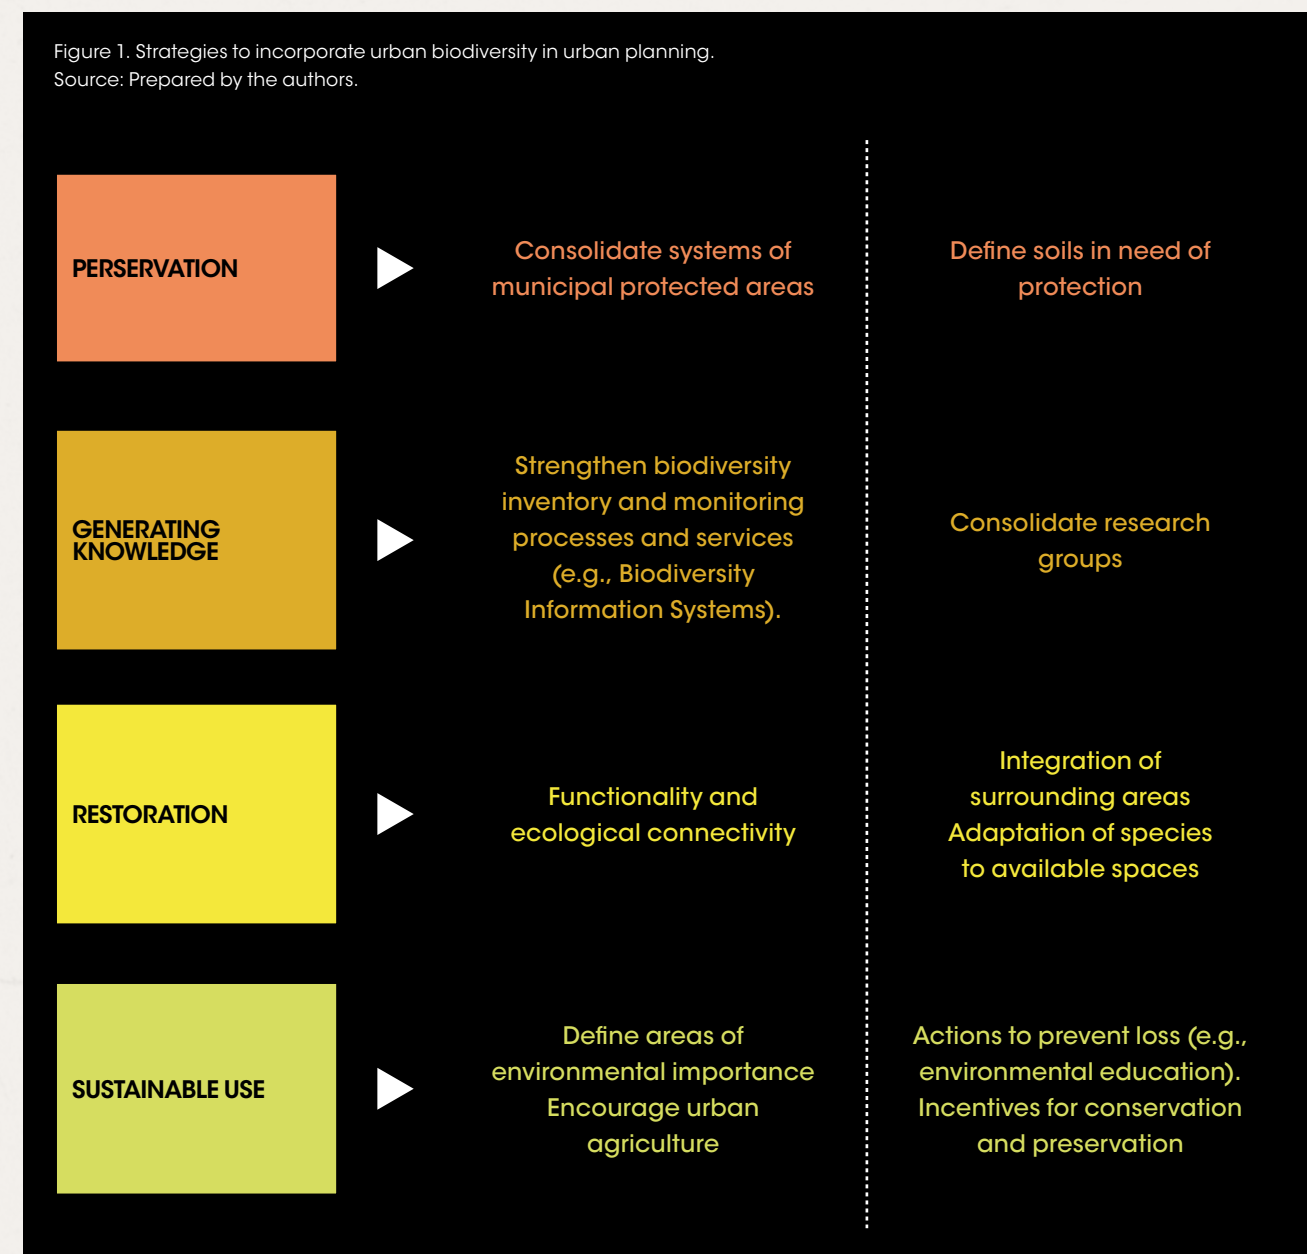 Figure 1. Strategies to incorporate urban biodiversity in urban planning.
Source: Prepared by the authors.
PERSERVATION
Consolidate systems of
municipal protected areas
Define soils in need of
protection
GENERATING
KNOWLEDGE
Strengthen biodiversity
inventory and monitoring
processes and services
(e.g., Biodiversity
Information Systems).
Consolidate research
groups
RESTORATION
Functionality and
ecological connectivity
Integration of
surrounding areas
Adaptation of species
to available spaces
SUSTAINABLE USE
Define areas of
environmental importance
Encourage urban
agriculture
Actions to prevent loss (e.g.,
environmental education).
Incentives for conservation
and preservation